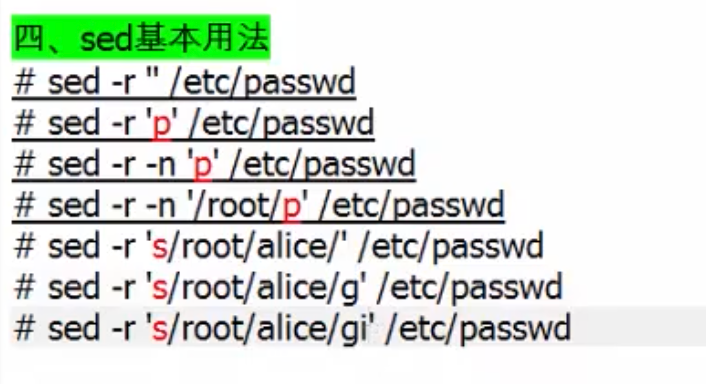 四、sed基本用法
# sed -r '' /etc/passwd
# sed -r 'p' /etc/passwd
# sed -r -n 'p' /etc/passwd
# sed -r -n '/root/p' /etc/passwd
# sed -r 's/root/alice/' /etc/passwd
# sed -r 's/root/alice/g' /etc/passwd
# sed -r 's/root/alice/gi' /etc/passwd